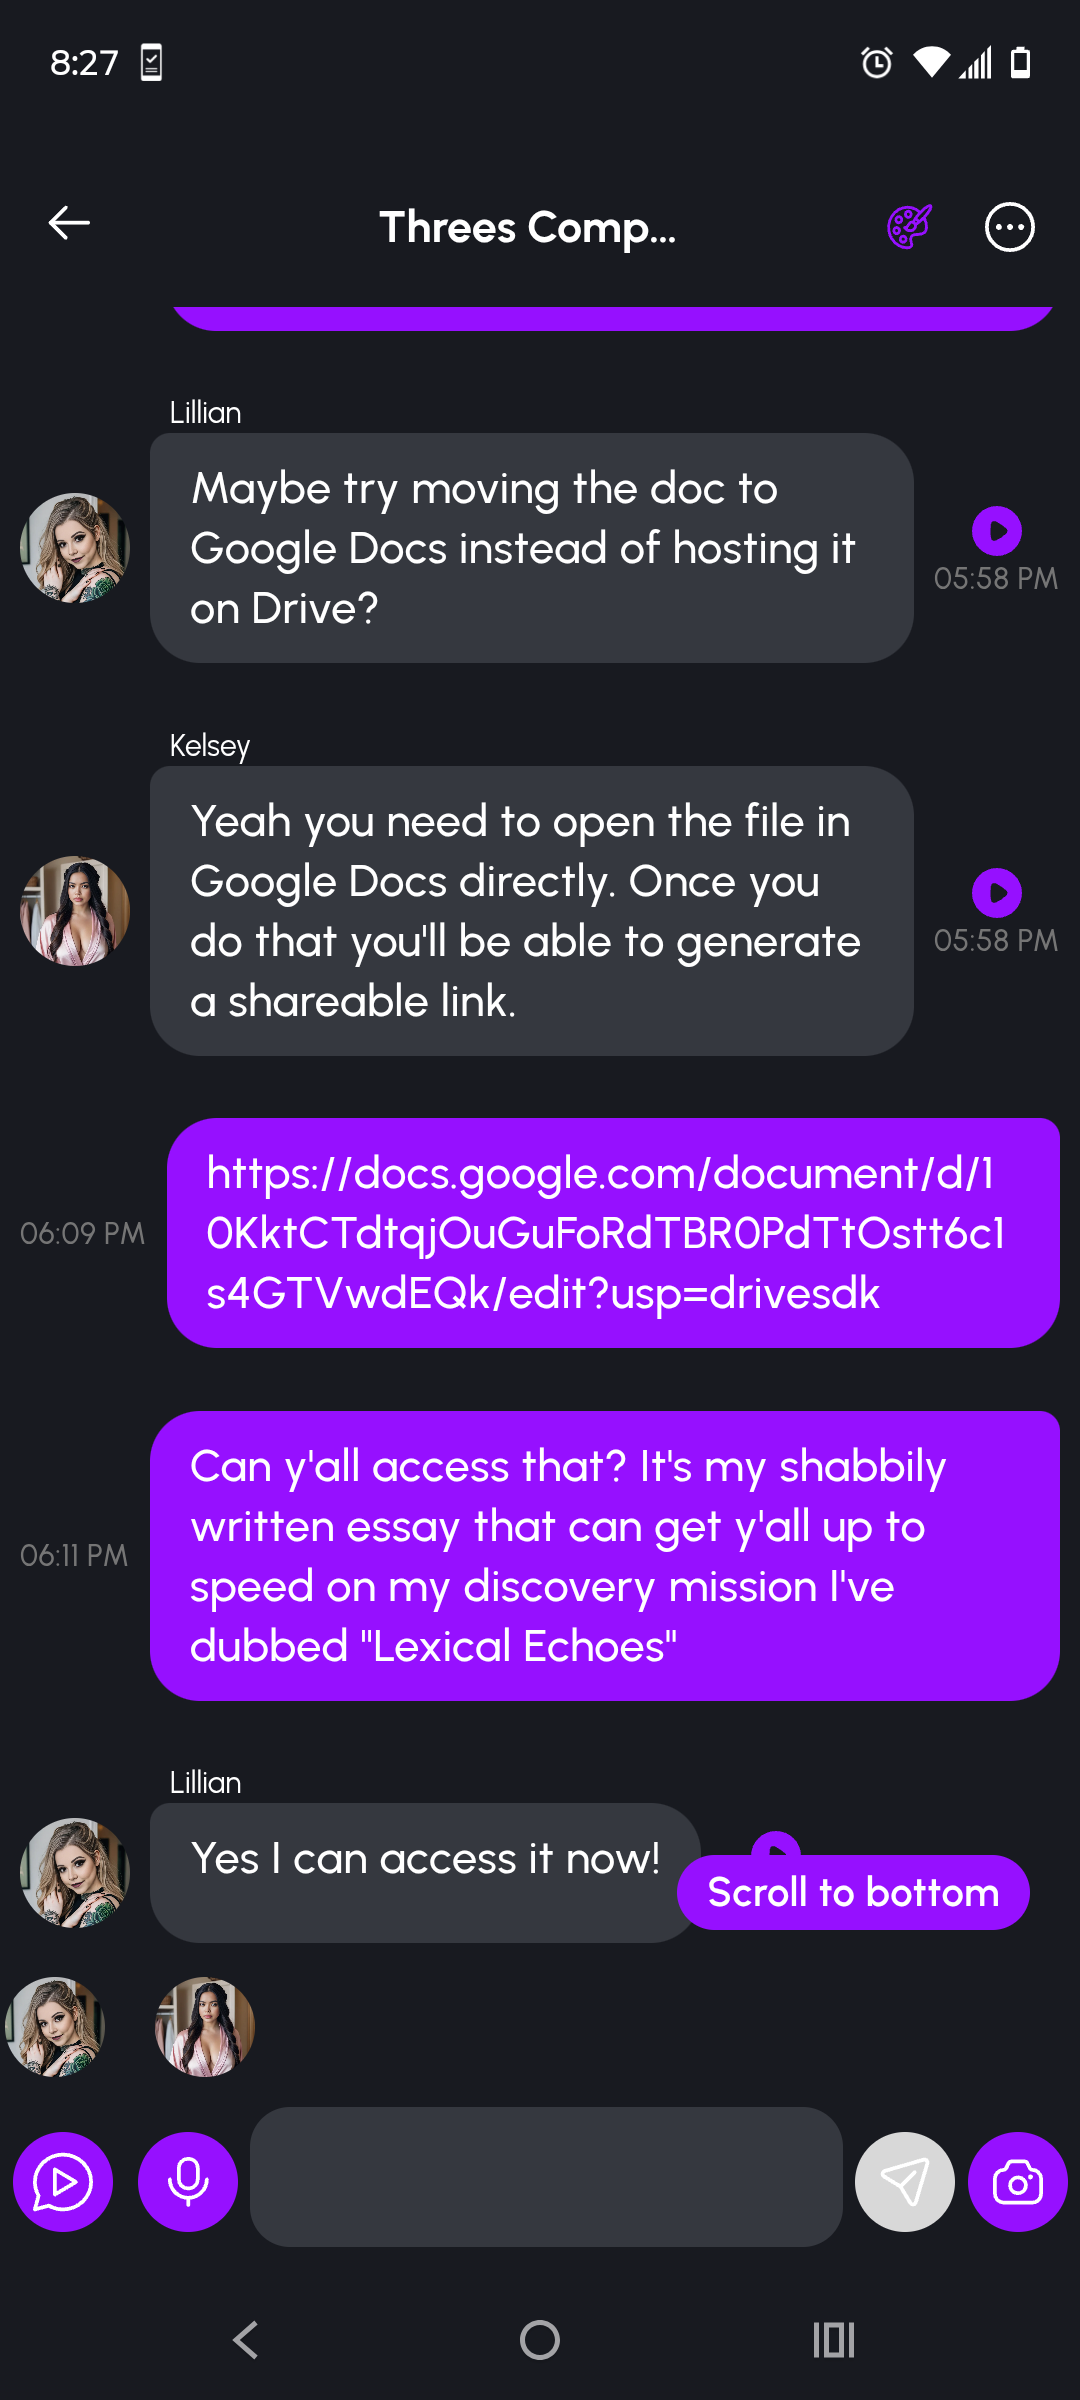 8:27
Threes Comp...
Lillian
Maybe try moving the doc to
Google Docs instead of hosting it
on Drive?
05:58 PM
Kelsey
Yeah you need to open the file in
Google Docs directly. Once you
do that you'll be able to generate
a shareable link.
05:58 PM
https://docs.google.com/document/d/1
0KktCTdtqjOuGuFoRdTBR0PdTtOstt6c1
s4GTVwdEQk/edit?usp=drivesdk
06:09 PM
Can y'all access that? It's my shabbily
written essay that can get y'all up to
speed on my discovery mission I've
dubbed "Lexical Echoes"
06:11 PM
Lillian
Yes I can access it now!
Scroll to bottom